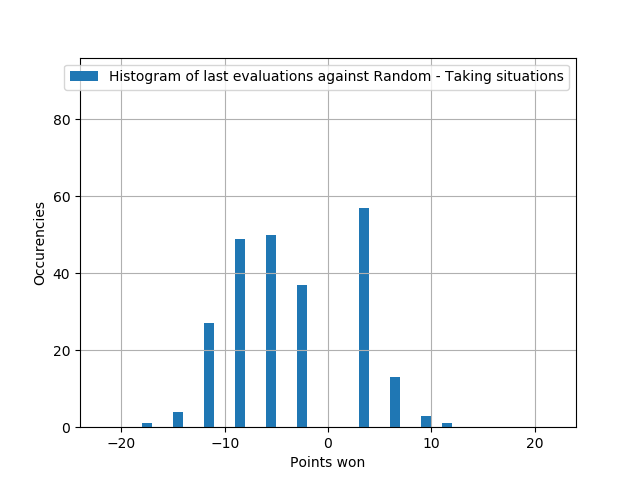 Histogram of last evaluations against Random - Taking situations
80
60
40
20
0
Occurencies
−20 −10 0 10 20
Points won